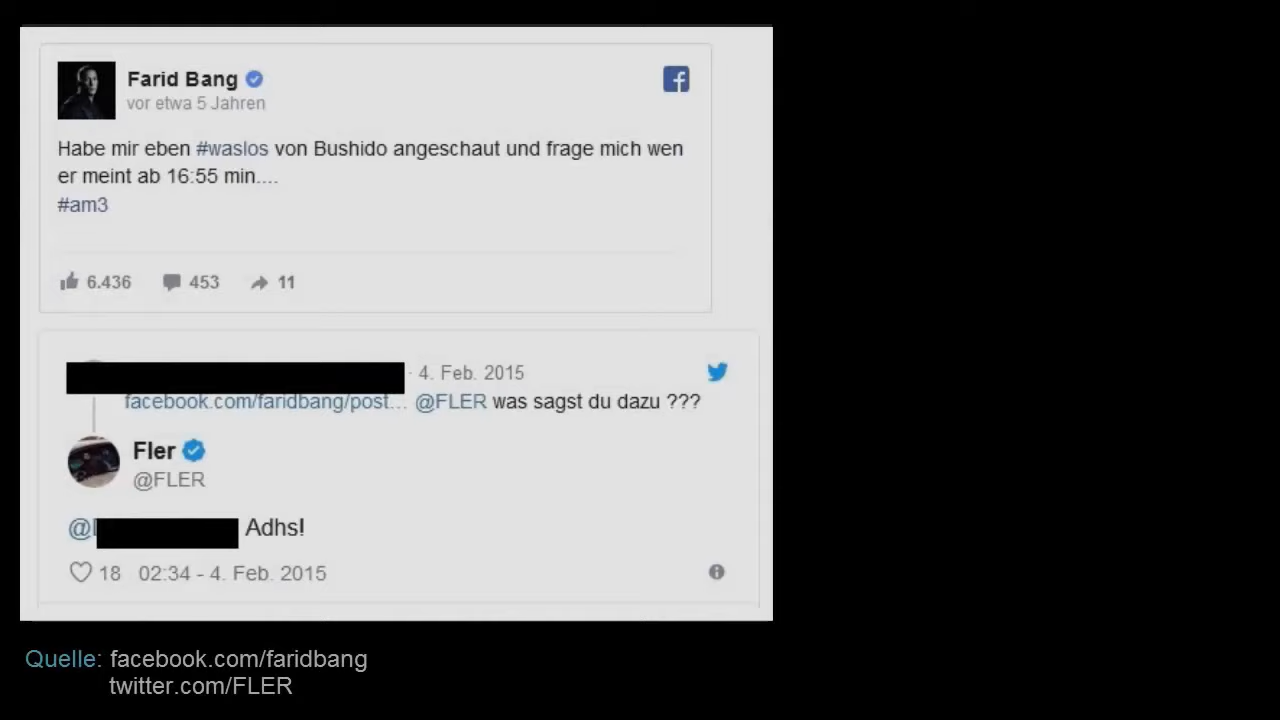 Farid Bang
vor etwa 5 Jahren
Habe mir eben #waslos von Bushido angeschaut und frage mich wen
er meint ab 16:55 min....
#am3
6.436 453 11
· 4. Feb. 2015
facebook.com/faridbang/post... @FLER was sagst du dazu ???
Fler
@FLER
@ Adhs!
18 02:34 - 4. Feb. 2015
Quelle: facebook.com/faridbang
twitter.com/FLER